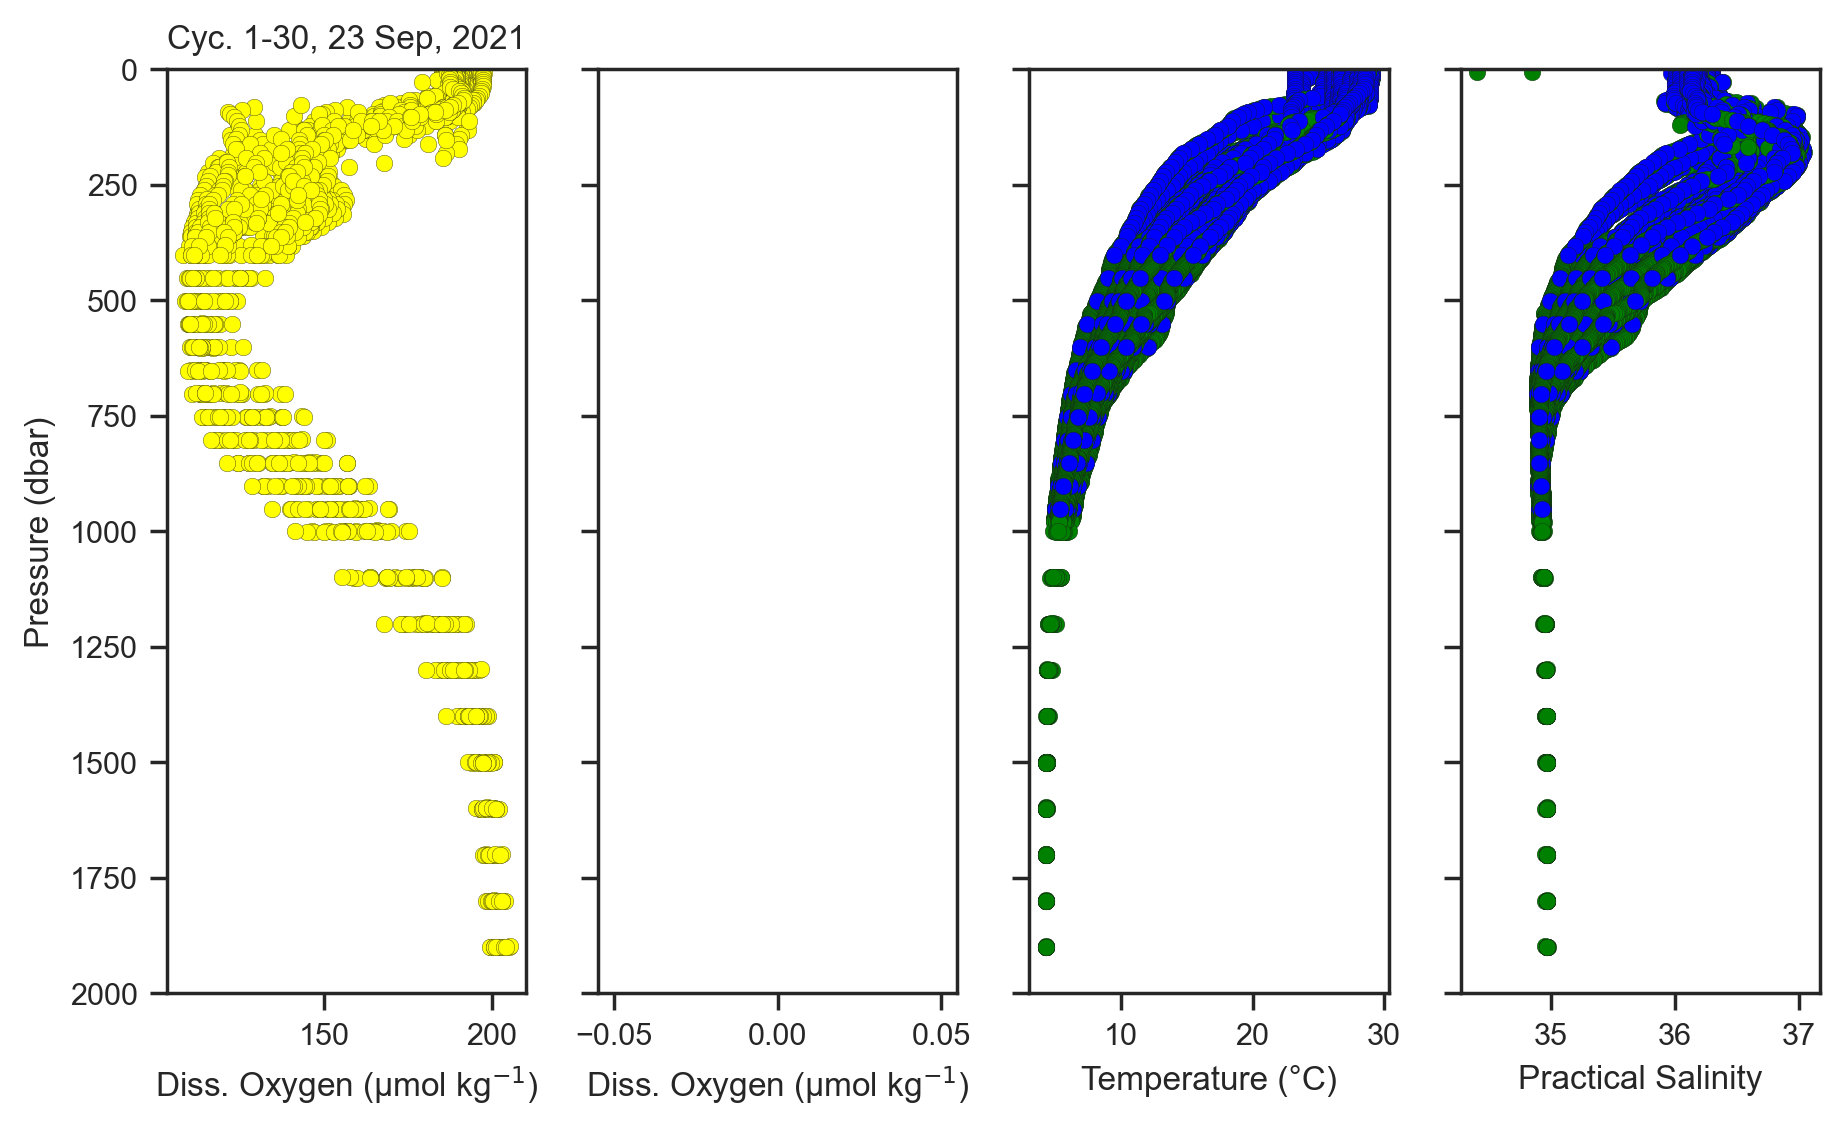 Cyc. 1-30, 23 Sep, 2021
Pressure (dbar)
0
250
500
750
1000
1250
1500
1750
2000
150 200
Diss. Oxygen (µmol kg⁻¹)
−0.05 0.00 0.05
Diss. Oxygen (µmol kg⁻¹)
10 20 30
Temperature (°C)
35 36 37
Practical Salinity